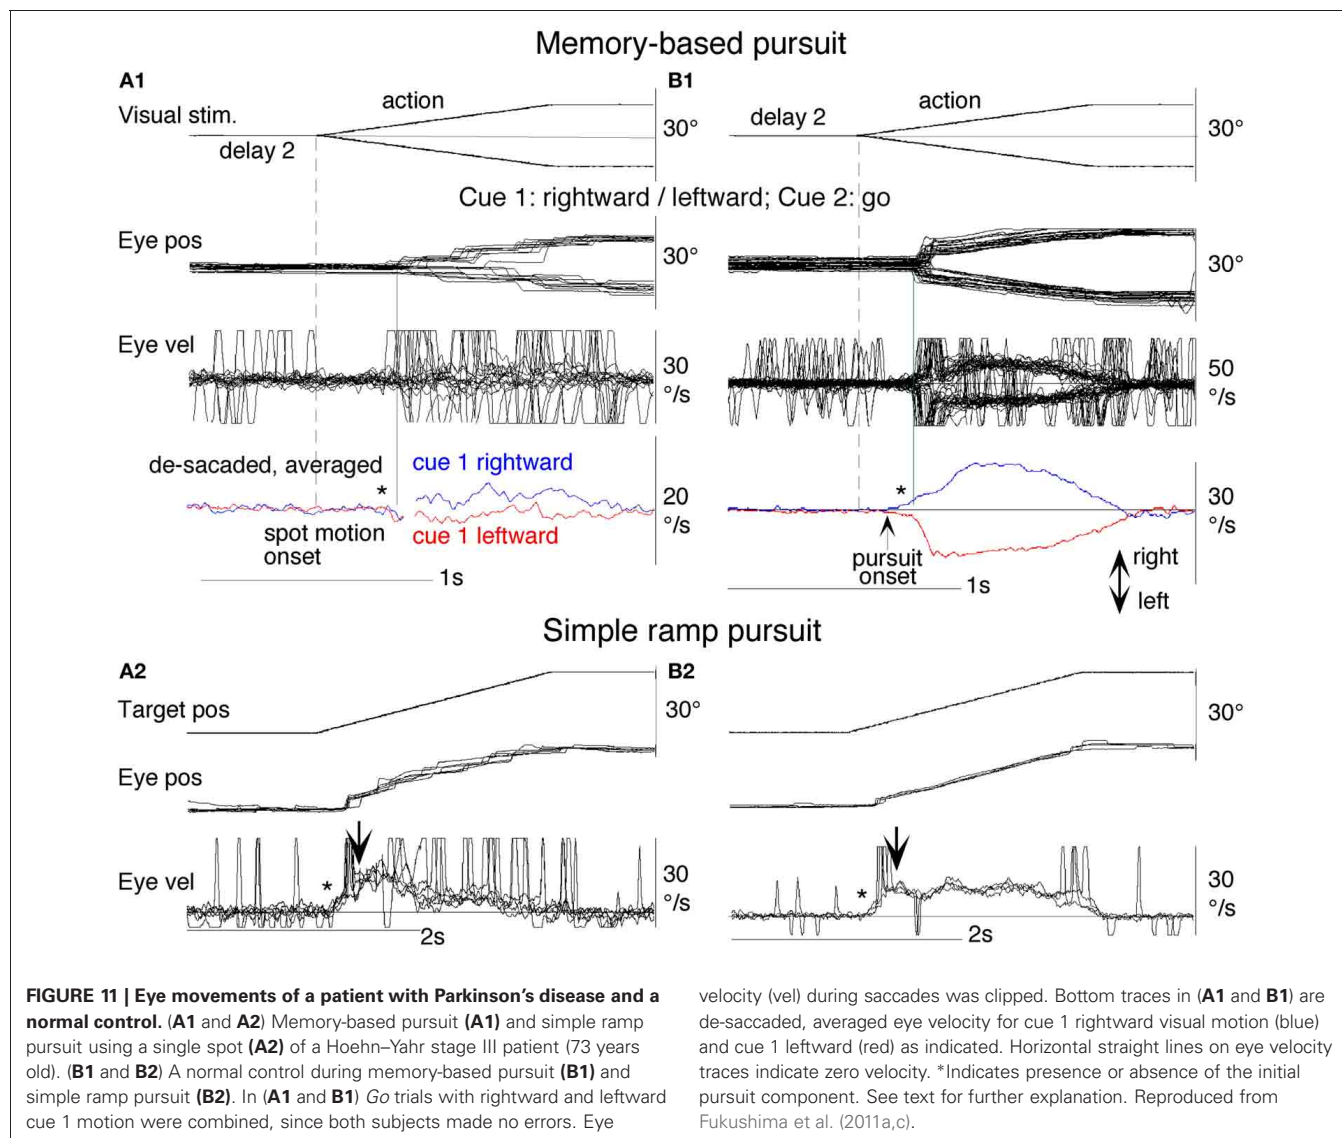 Memory-based pursuit
A1
B1
Visual stim.
action
delay 2
30°
action
delay 2
30°
Cue 1: rightward / leftward; Cue 2: go
Eye pos
30°
30°
Eye vel
30
°/s
50
°/s
de-sacaded, averaged
*
cue 1 rightward
cue 1 leftward
spot motion
onset
20
°/s
1s
*
pursuit
onset
30
°/s
1s
right
left
Simple ramp pursuit
A2
B2
Target pos
30°
30°
Eye pos
Eye vel
*
30
°/s
2s
*
30
°/s
2s
FIGURE 11 | Eye movements of a patient with Parkinson's disease and a
normal control. (A1 and A2) Memory-based pursuit (A1) and simple ramp
pursuit using a single spot (A2) of a Hoehn–Yahr stage III patient (73 years
old). (B1 and B2) A normal control during memory-based pursuit (B1) and
simple ramp pursuit (B2). In (A1 and B1) Go trials with rightward and leftward
cue 1 motion were combined, since both subjects made no errors. Eye
velocity (vel) during saccades was clipped. Bottom traces in (A1 and B1) are
de-saccaded, averaged eye velocity for cue 1 rightward visual motion (blue)
and cue 1 leftward (red) as indicated. Horizontal straight lines on eye velocity
traces indicate zero velocity. *Indicates presence or absence of the initial
pursuit component. See text for further explanation. Reproduced from
Fukushima et al. (2011a,c).